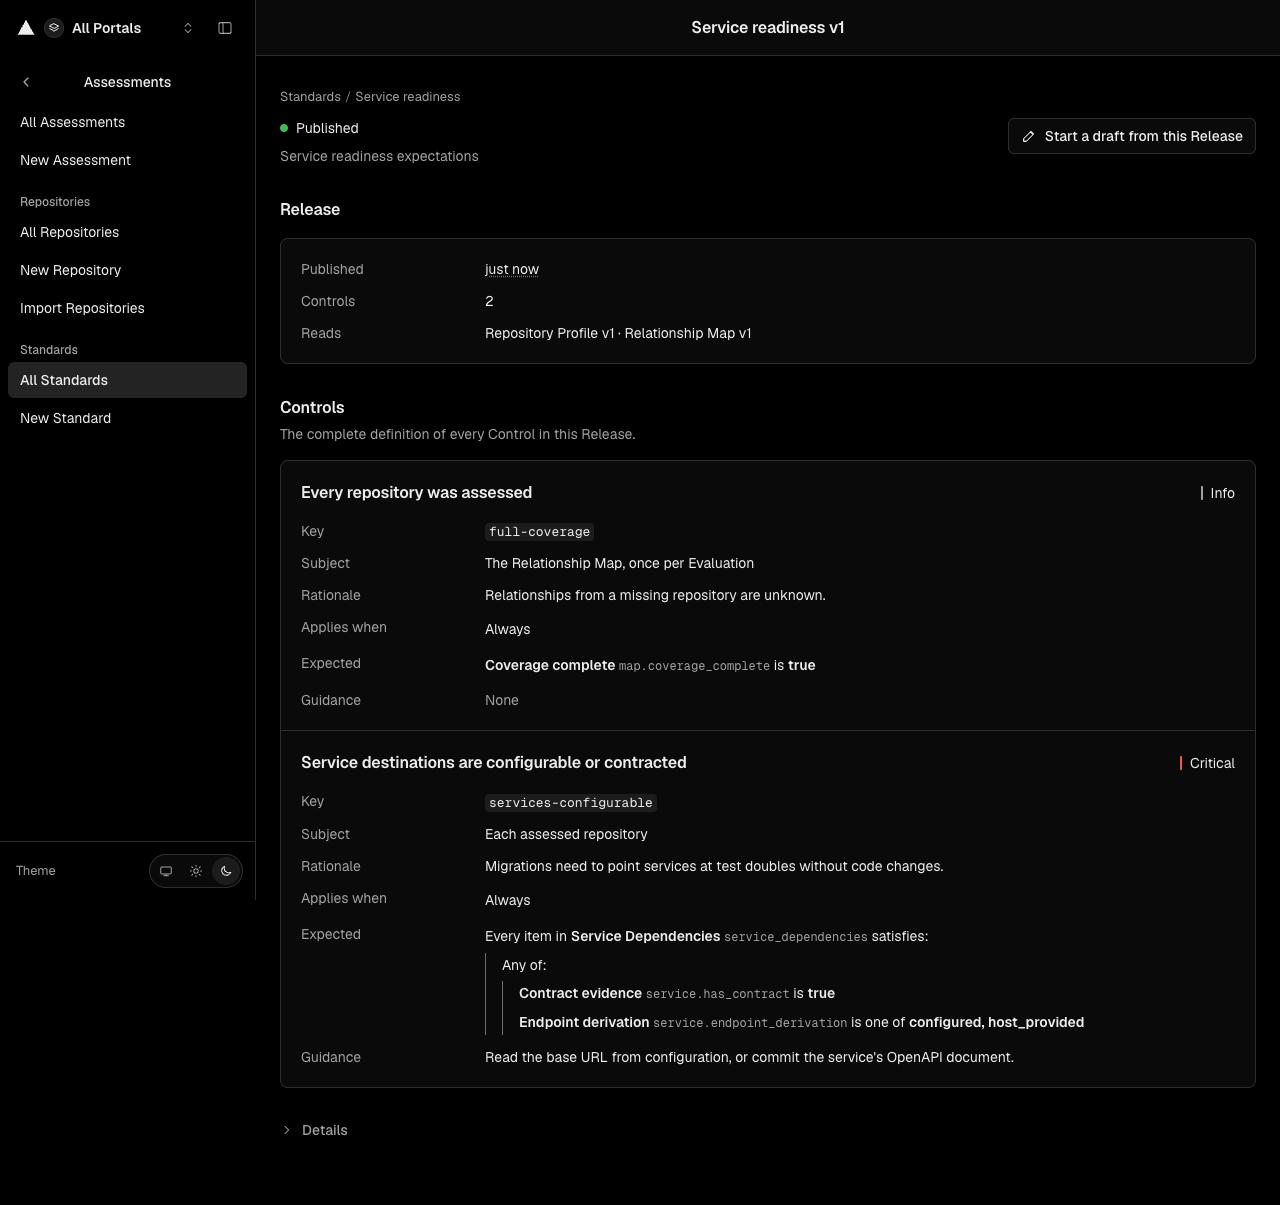 All Portals
Service readiness v1
Assessments
All Assessments
New Assessment
Repositories
All Repositories
New Repository
Import Repositories
Standards
All Standards
New Standard
Theme
Standards / Service readiness
Published
Service readiness expectations
Start a draft from this Release
Release
Published just now
Controls 2
Reads Repository Profile v1 · Relationship Map v1
Controls
The complete definition of every Control in this Release.
Every repository was assessed Info
Key full-coverage
Subject The Relationship Map, once per Evaluation
Rationale Relationships from a missing repository are unknown.
Applies when Always
Expected Coverage complete map.coverage_complete is true
Guidance None
Service destinations are configurable or contracted Critical
Key services-configurable
Subject Each assessed repository
Rationale Migrations need to point services at test doubles without code changes.
Applies when Always
Expected Every item in Service Dependencies service_dependencies satisfies:
Any of:
Contract evidence service.has_contract is true
Endpoint derivation service.endpoint_derivation is one of configured, host_provided
Guidance Read the base URL from configuration, or commit the service's OpenAPI document.
Details